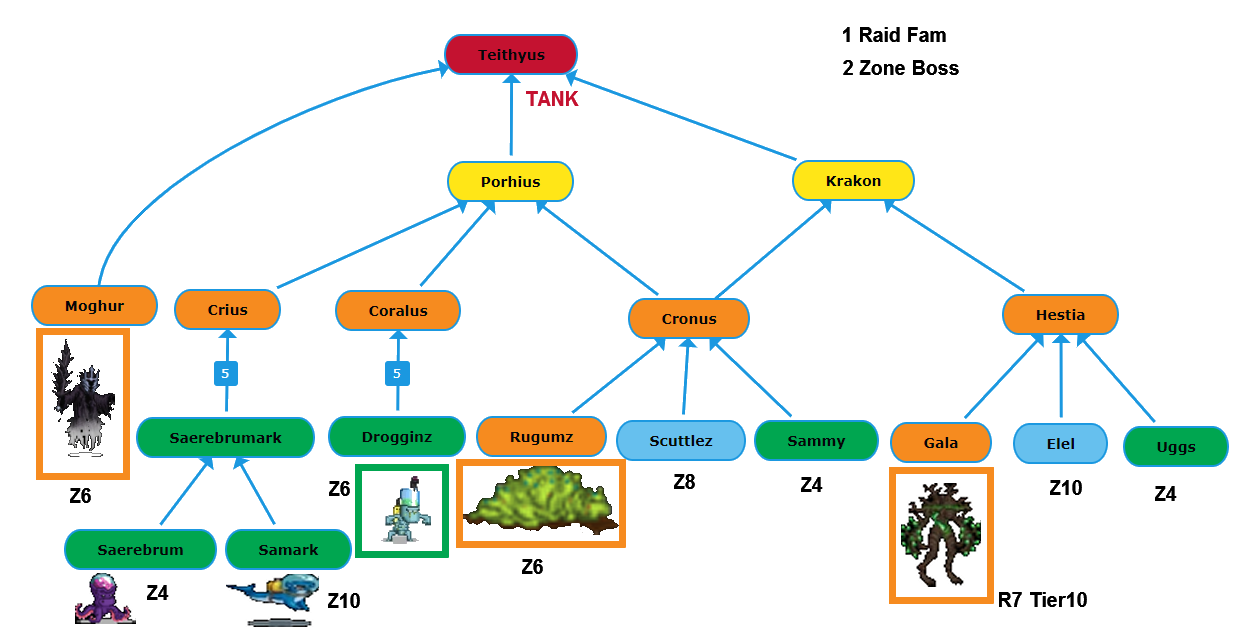 1 Raid Fam
2 Zone Boss
Teithyus
TANK
Porhius
Krakon
Moghur
Crius
Coralus
Cronus
Hestia
5
5
Saerebrumark
Drogginz
Rugumz
Scuttlez
Sammy
Gala
Elel
Uggs
Z6
Z6
Z8
Z4
Z10
Z4
Saerebrum
Samark
Z6
Z4
Z10
R7 Tier10